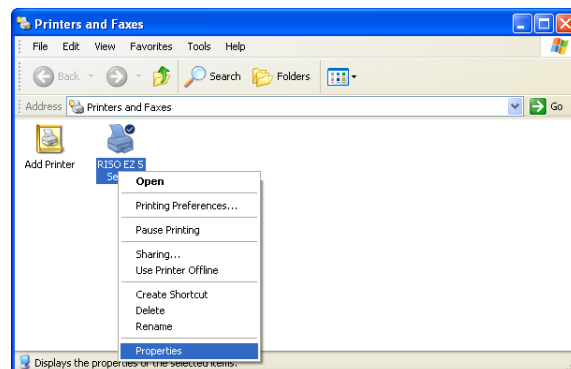 Printers and Faxes
File Edit View Favorites Tools Help
Back Search Folders
Address Printers and Faxes Go
Add Printer
RISO EZ 5
Se
Open
Printing Preferences...
Pause Printing
Sharing...
Use Printer Offline
Create Shortcut
Delete
Rename
Properties
Displays the properties of the selected items.